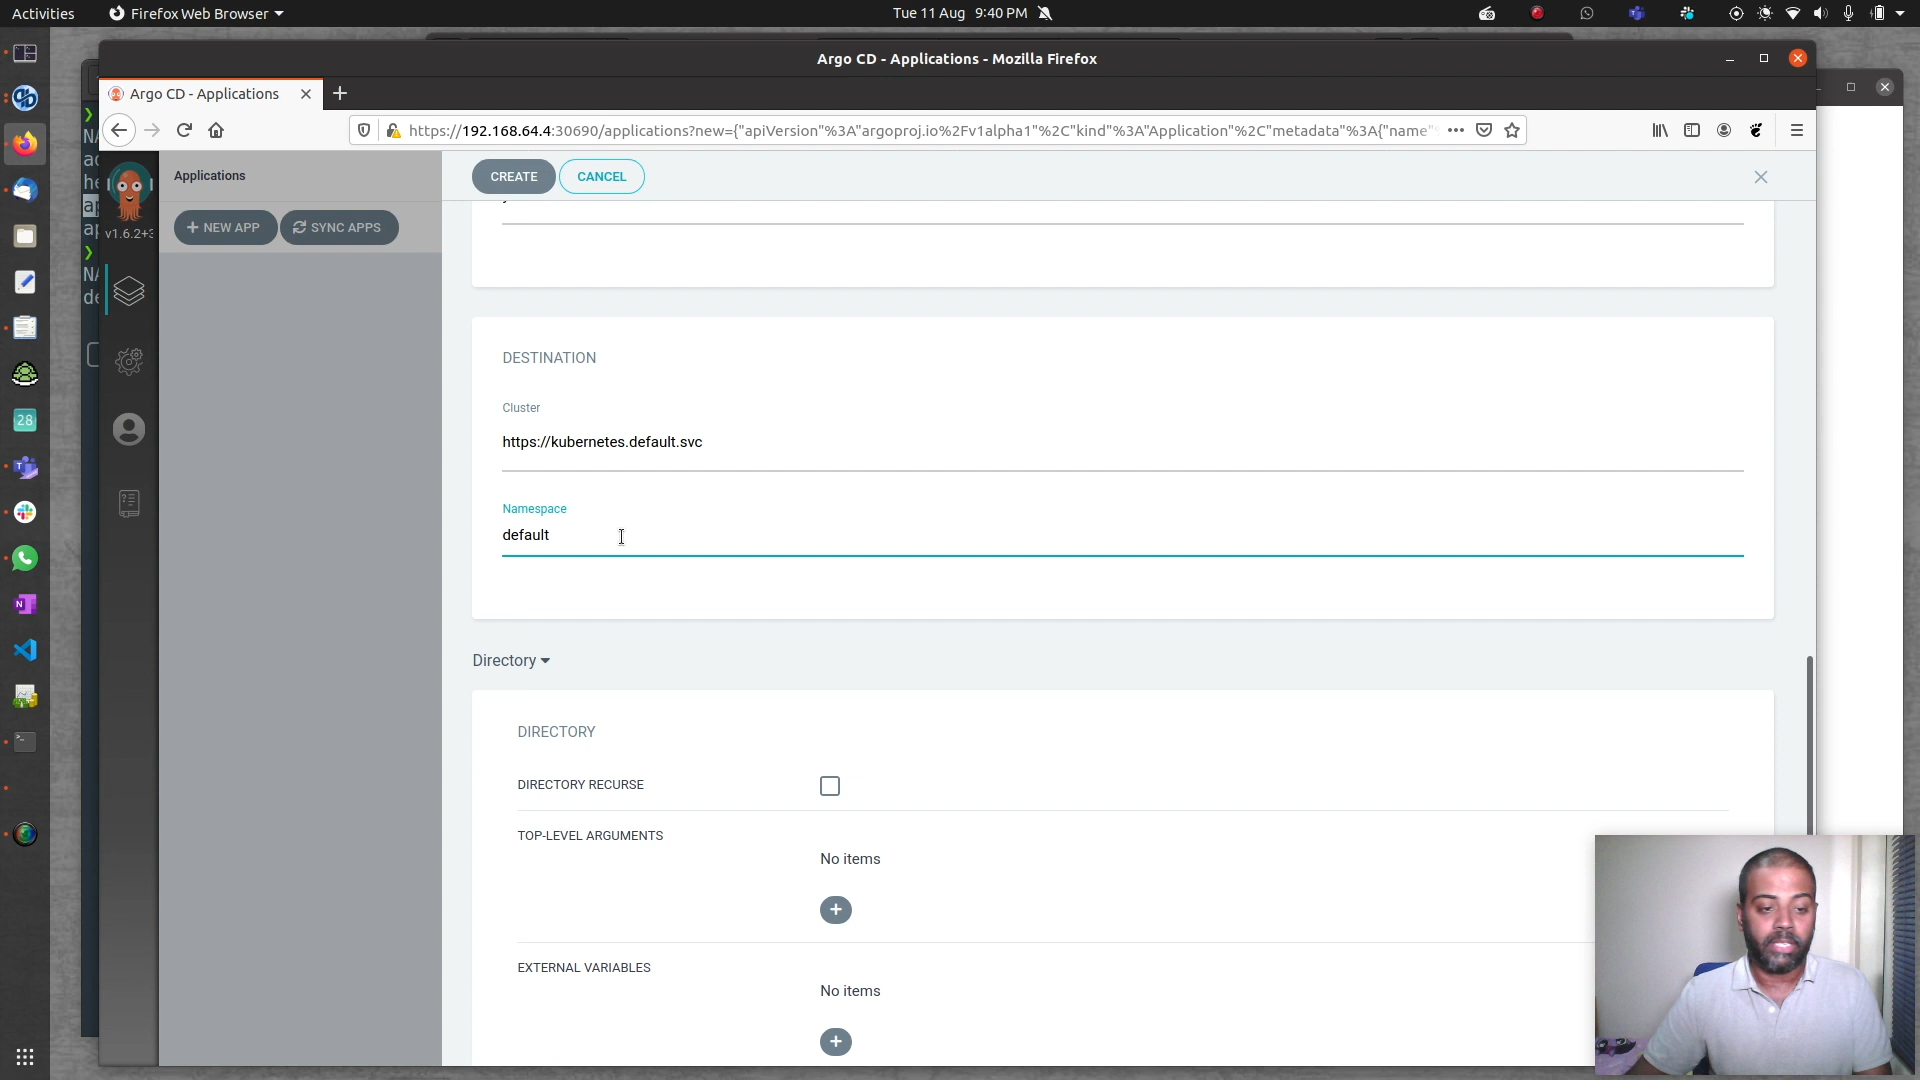 Activities
Firefox Web Browser
Tue 11 Aug 9:40 PM
Argo CD - Applications - Mozilla Firefox
Argo CD - Applications
https://192.168.64.4:30690/applications?new={"apiVersion"%3A"argoproj.io%2Fv1alpha1"%2C"kind"%3A"Application"%2C"metadata"%3A{"name"
Applications
CREATE
CANCEL
v1.6.2+3
NEW APP
SYNC APPS
DESTINATION
Cluster
https://kubernetes.default.svc
Namespace
default
Directory
DIRECTORY
DIRECTORY RECURSE
TOP-LEVEL ARGUMENTS
No items
EXTERNAL VARIABLES
No items
28